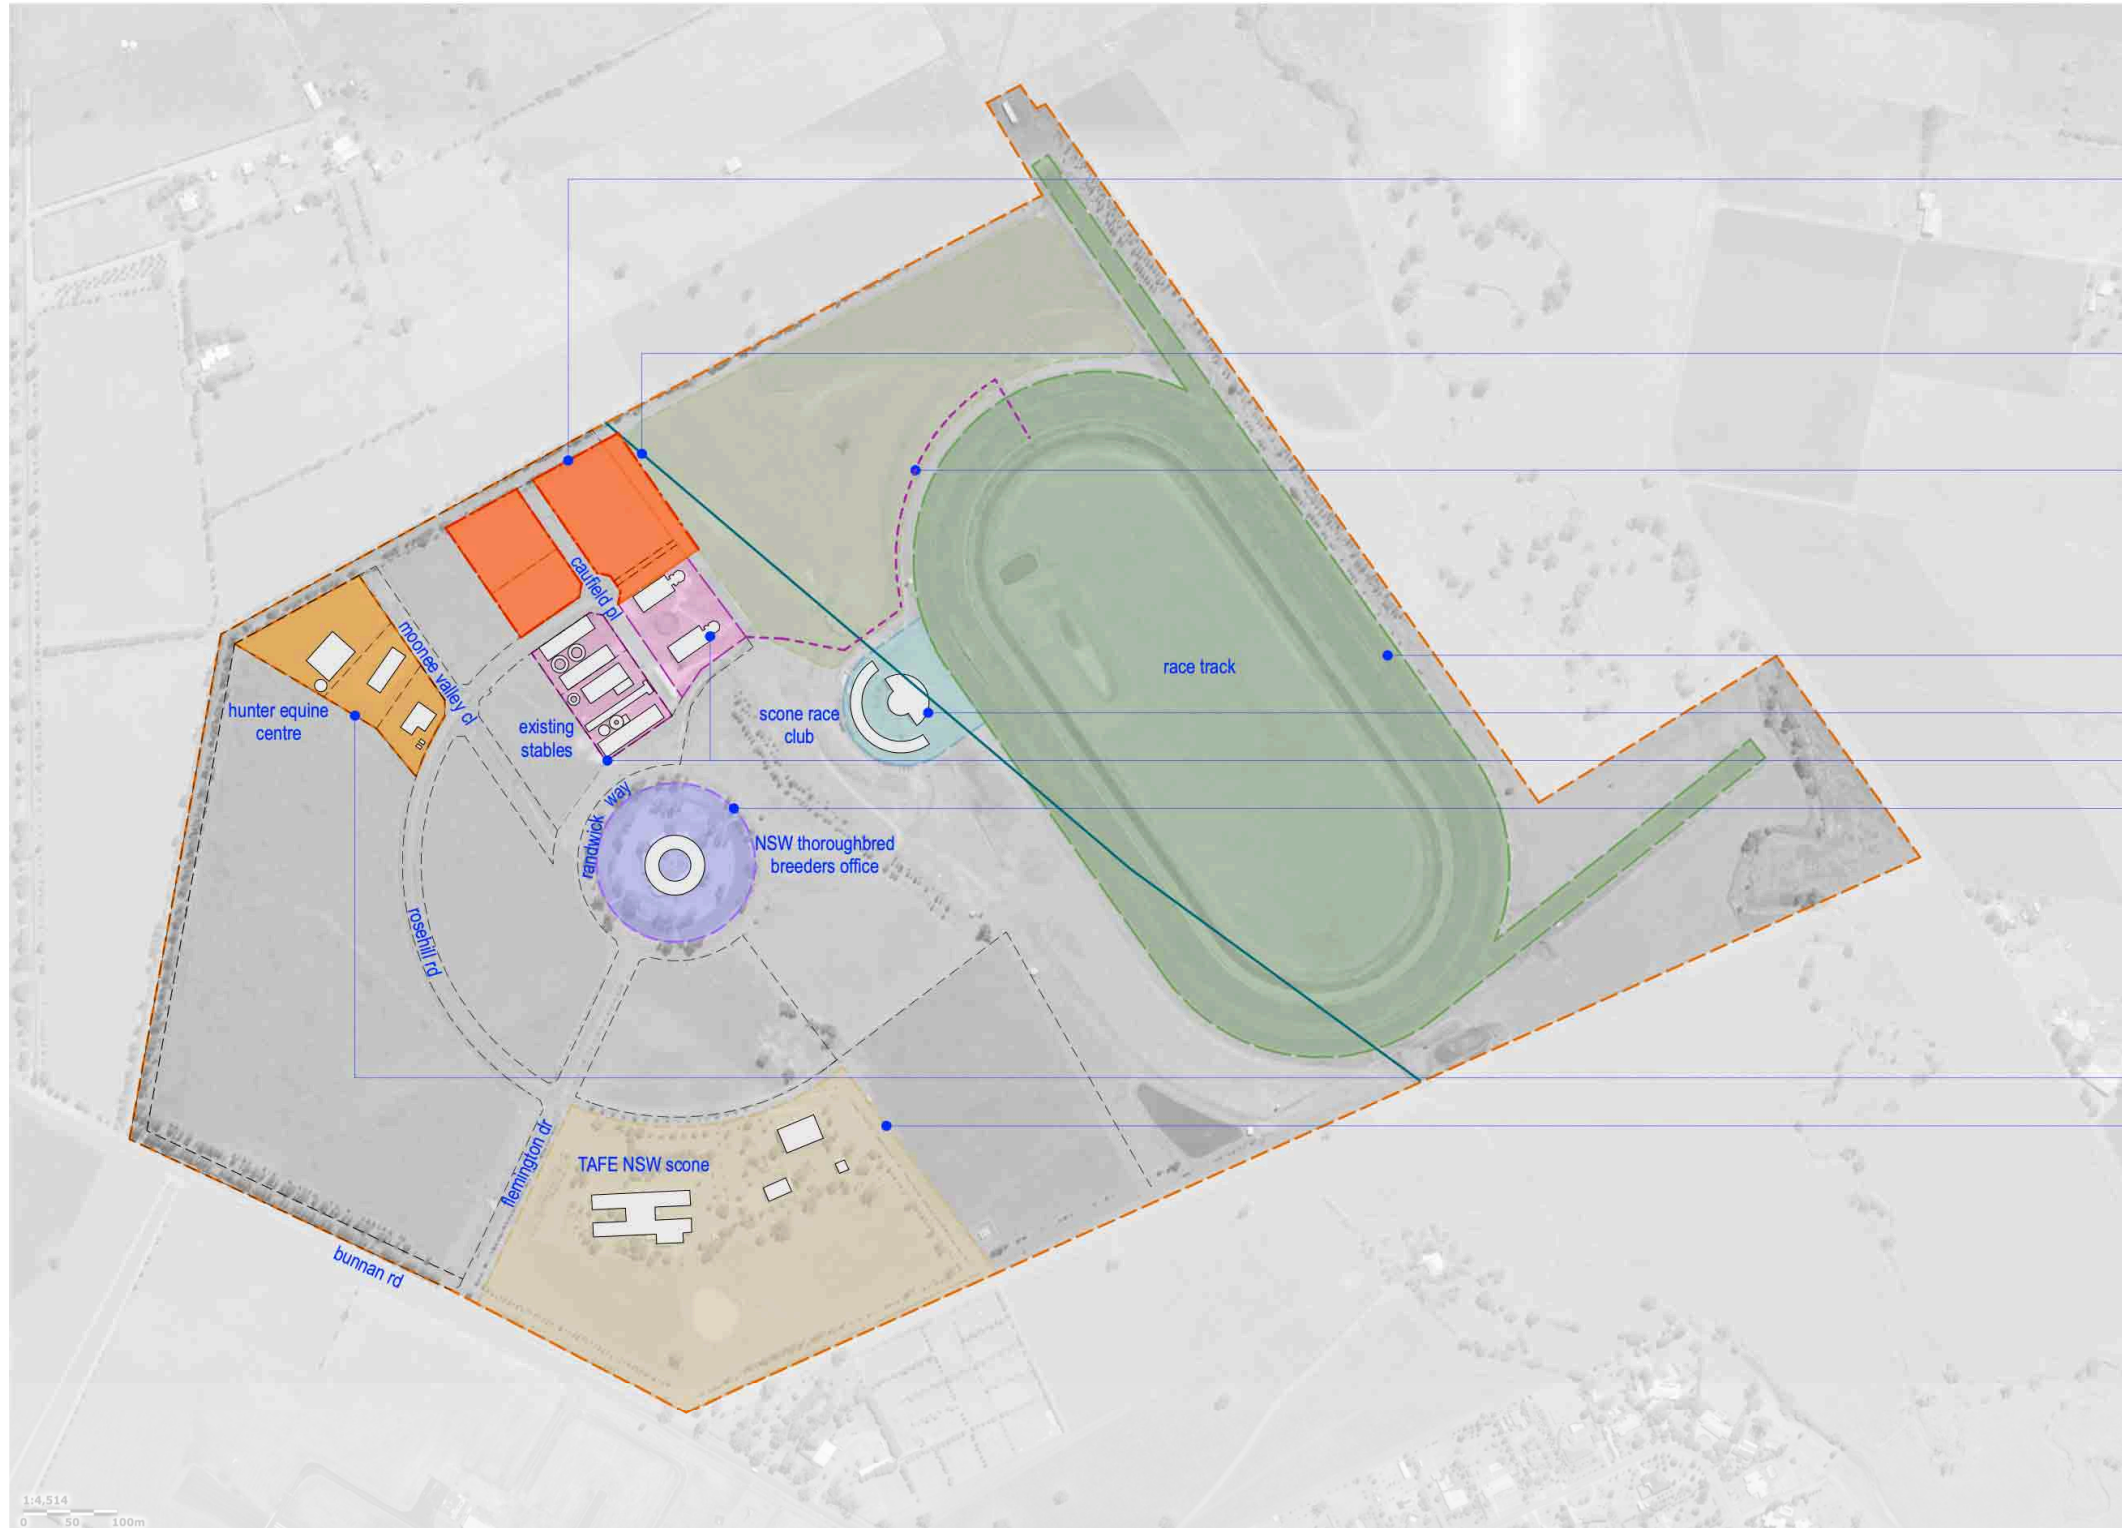 caufield pl
moonee valley cl
race track
hunter equine
centre
existing
stables
scone race
club
randwick way
NSW thoroughbred
breeders office
rosehill rd
flemington dr
TAFE NSW scone
bunnan rd
1:4,514
0 50 100m